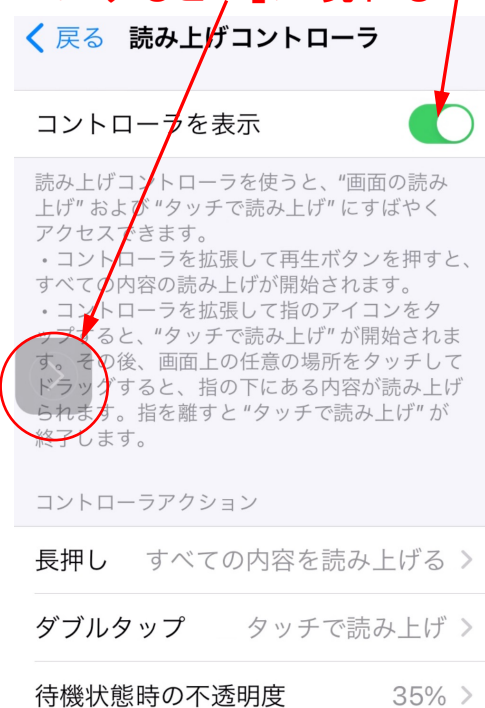 戻る 読み上げコントローラ
コントローラを表示
読み上げコントローラを使うと、“画面の読み
上げ” および “タッチで読み上げ” にすばやく
アクセスできます。
・コントローラを拡張して再生ボタンを押すと、
すべての内容の読み上げが開始されます。
・コントローラを拡張して指のアイコンをタ
ップすると、“タッチで読み上げ” が開始されま
す。その後、画面上の任意の場所をタッチして
ドラッグすると、指の下にある内容が読み上げ
られます。指を離すと “タッチで読み上げ” が
終了します。
コントローラアクション
長押し すべての内容を読み上げる
ダブルタップ タッチで読み上げ
待機状態時の不透明度 35%